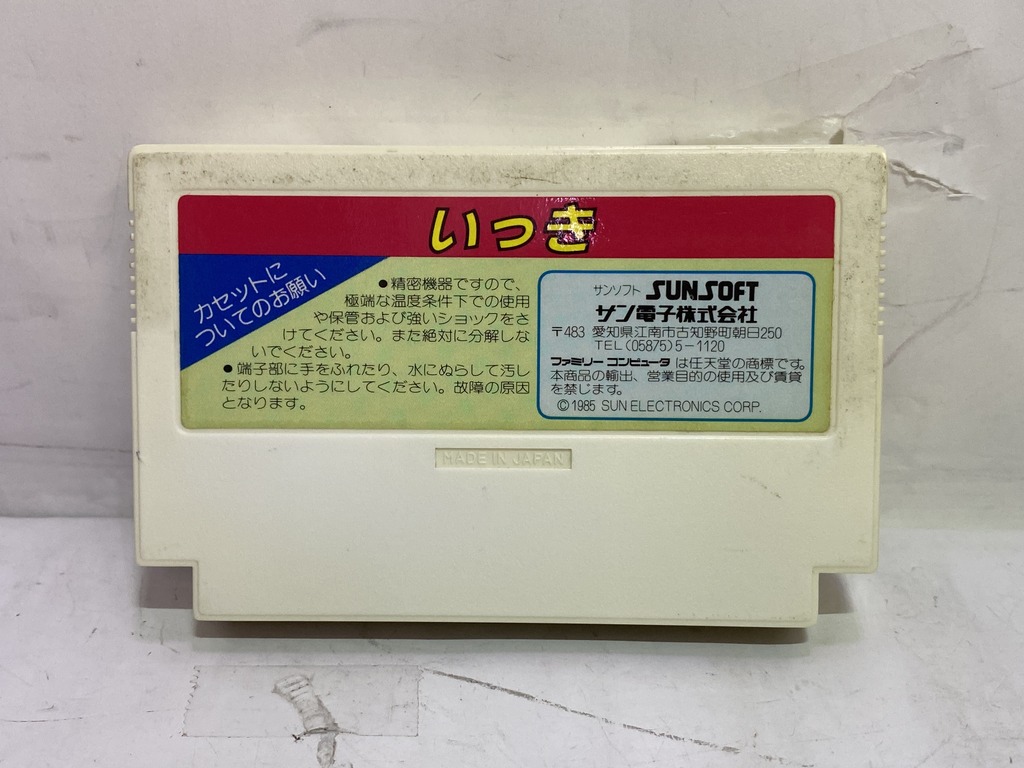 いっき
カセットに
ついてのお願い
●精密機器ですので、
極端な温度条件下での使用
や保管および強いショックをさ
けてください。また絶対に分解しな
いでください。
●端子部に手をふれたり、水にぬらして汚し
たりしないようにしてください。故障の原因
となります。
サンソフト SUNSOFT
サン電子株式会社
〒483 愛知県江南市古知野町朝日250
TEL(05875)5-1120
ファミリー コンピュータ は任天堂の商標です。
本商品の輸出、営業目的の使用及び賃貸
を禁じます。
©1985 SUN ELECTRONICS CORP.
MADE IN JAPAN